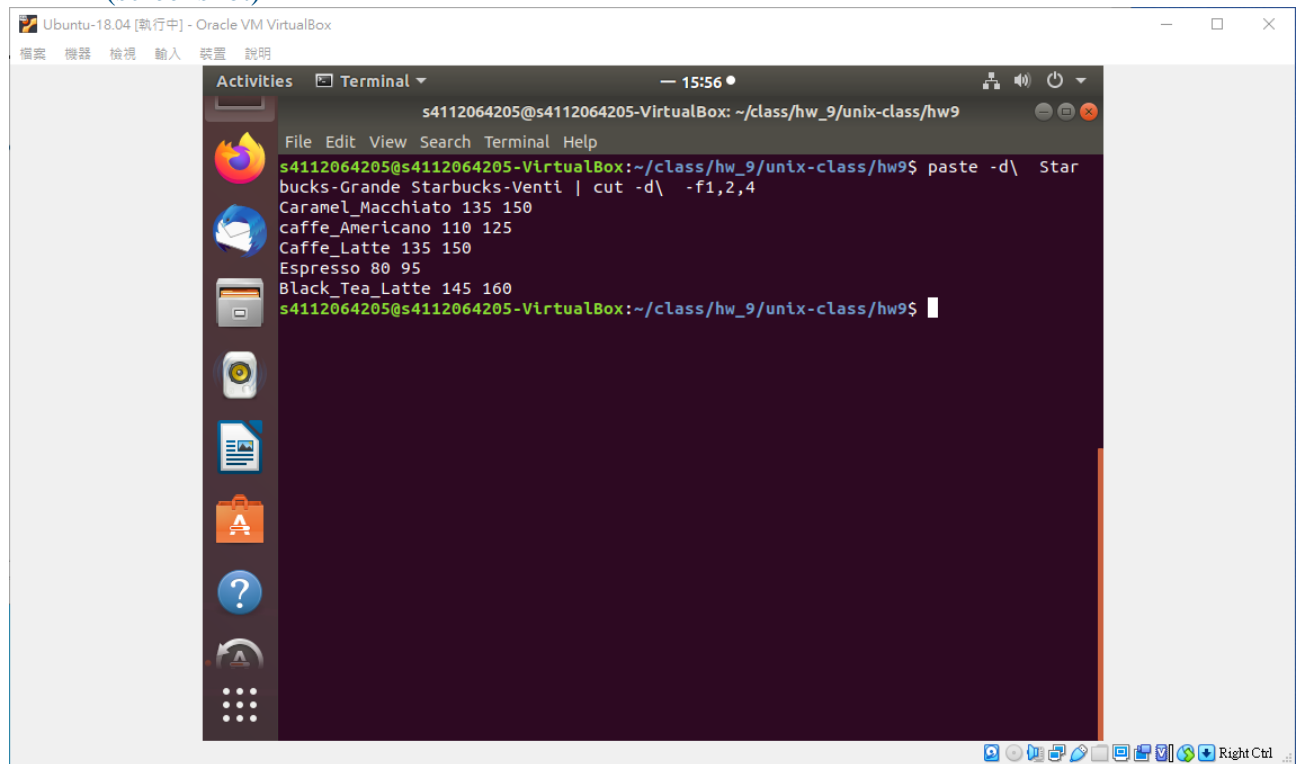 Ubuntu-18.04 [執行中] - Oracle VM VirtualBox
檔案 機器 檢視 輸入 裝置 說明
Activities Terminal 15:56
s4112064205@s4112064205-VirtualBox: ~/class/hw_9/unix-class/hw9
File Edit View Search Terminal Help
s4112064205@s4112064205-VirtualBox:~/class/hw_9/unix-class/hw9$ paste -d\  Star
bucks-Grande Starbucks-Venti | cut -d\  -f1,2,4
Caramel_Macchiato 135 150
caffe_Americano 110 125
Caffe_Latte 135 150
Espresso 80 95
Black_Tea_Latte 145 160
s4112064205@s4112064205-VirtualBox:~/class/hw_9/unix-class/hw9$
Right Ctrl